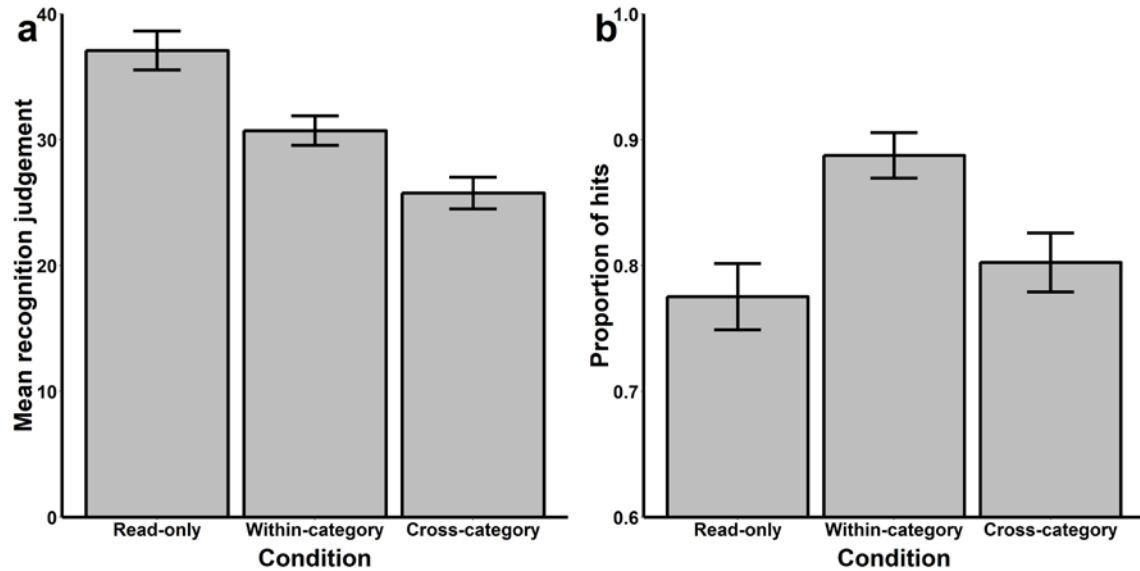 a
Mean recognition judgement
40
30
20
10
0
Read-only Within-category Cross-category
Condition
b
Proportion of hits
1.0
0.9
0.8
0.7
0.6
Read-only Within-category Cross-category
Condition